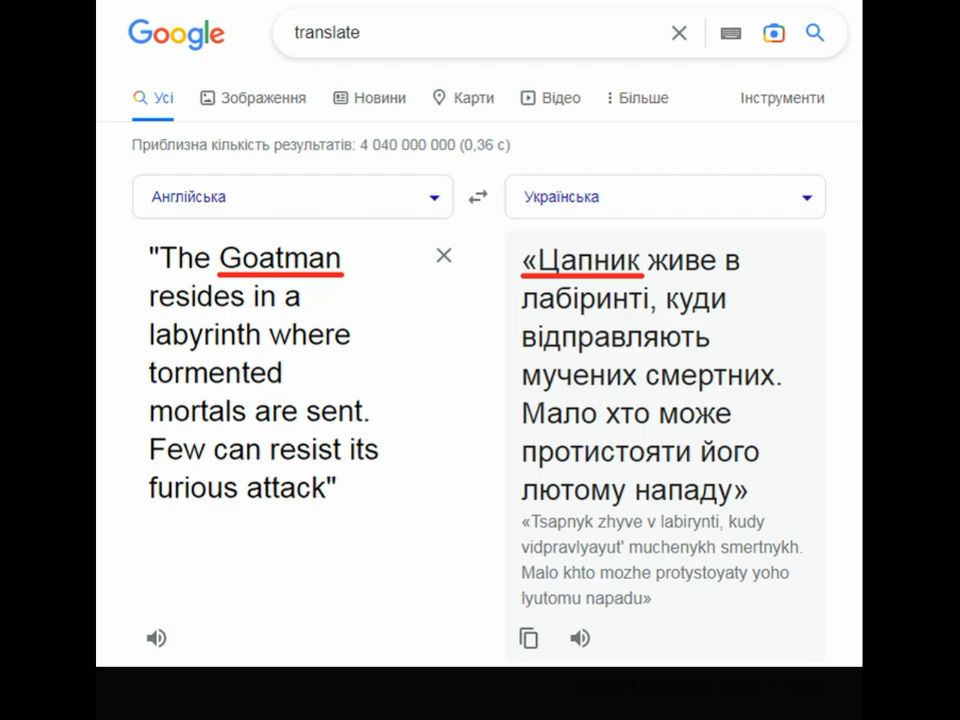 Google
translate
Усі
Зображення
Новини
Карти
Відео
Більше
Інструменти
Приблизна кількість результатів: 4 040 000 000 (0,36 с)
Англійська
Українська
"The Goatman
resides in a
labyrinth where
tormented
mortals are sent.
Few can resist its
furious attack"
«Цапник живе в
лабіринті, куди
відправляють
мучених смертних.
Мало хто може
протистояти його
лютому нападу»
«Tsapnyk zhyve v labirynti, kudy
vidpravlyayut' muchenykh smertnykh.
Malo khto mozhe protystoyaty yoho
lyutomu napadu»